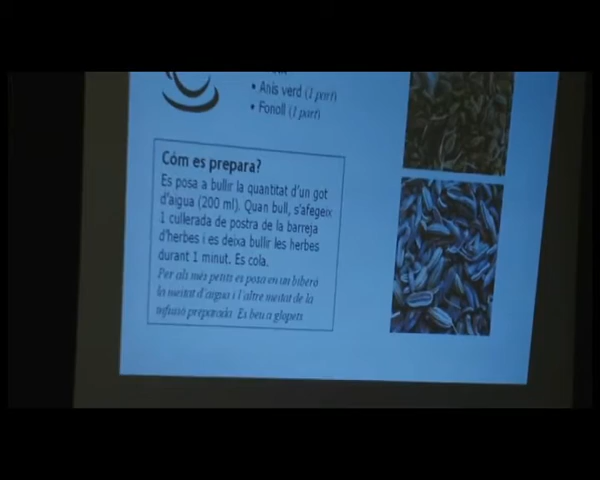 • Anís verd (1 part)
• Fonoll (1 part)
Cóm es prepara?
Es posa a bullir la quantitat d'un got
d'aigua (200 ml). Quan bull, s'afegeix
1 cullerada de postra de la barreja
d'herbes i es deixa bullir les herbes
durant 1 minut. Es cola.
Per als més petits es posa en un biberó
la meitat d'aigua i l'altre meitat de la
infusió preparada. Es beu a glopets